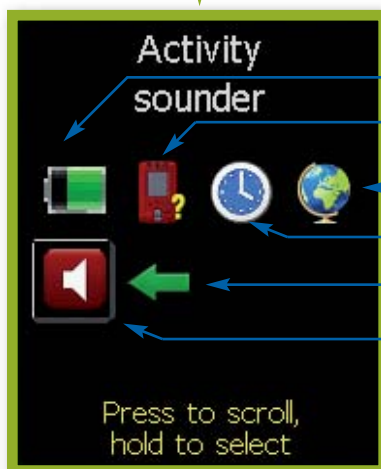 Activity
sounder
?
Press to scroll,
hold to select